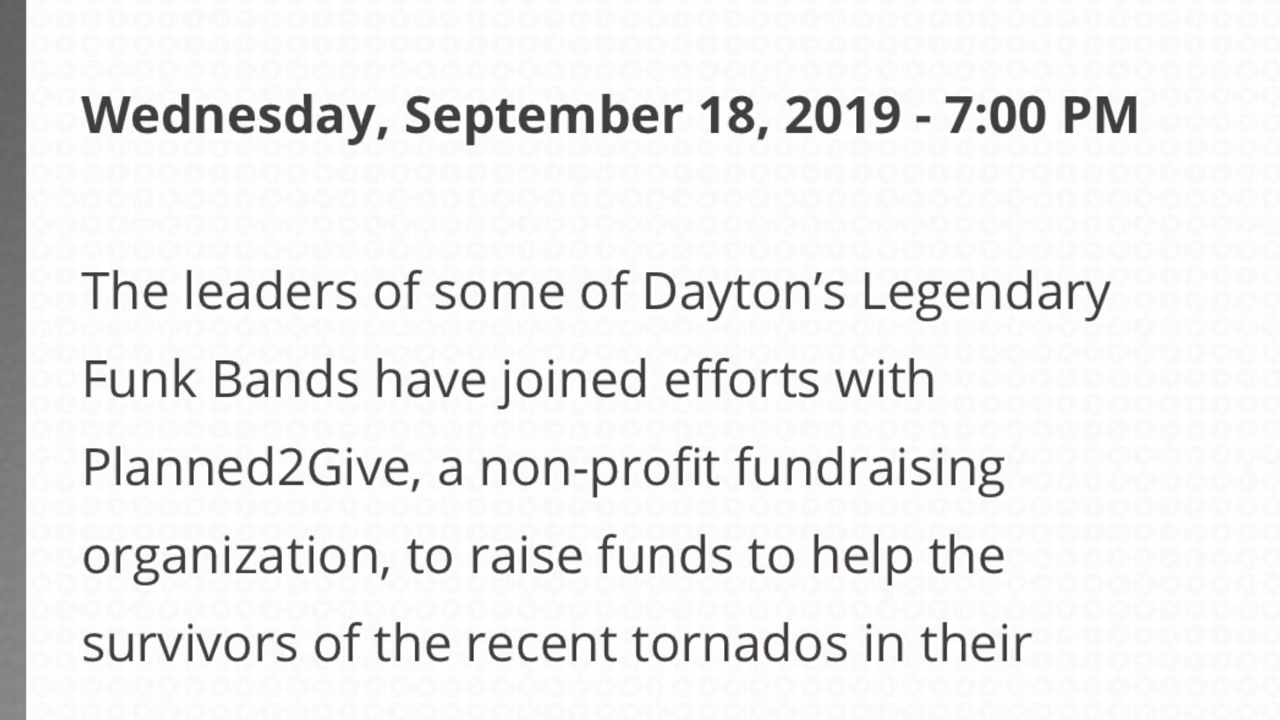 Wednesday, September 18, 2019 - 7:00 PM
The leaders of some of Dayton’s Legendary
Funk Bands have joined efforts with
Planned2Give, a non-profit fundraising
organization, to raise funds to help the
survivors of the recent tornados in their